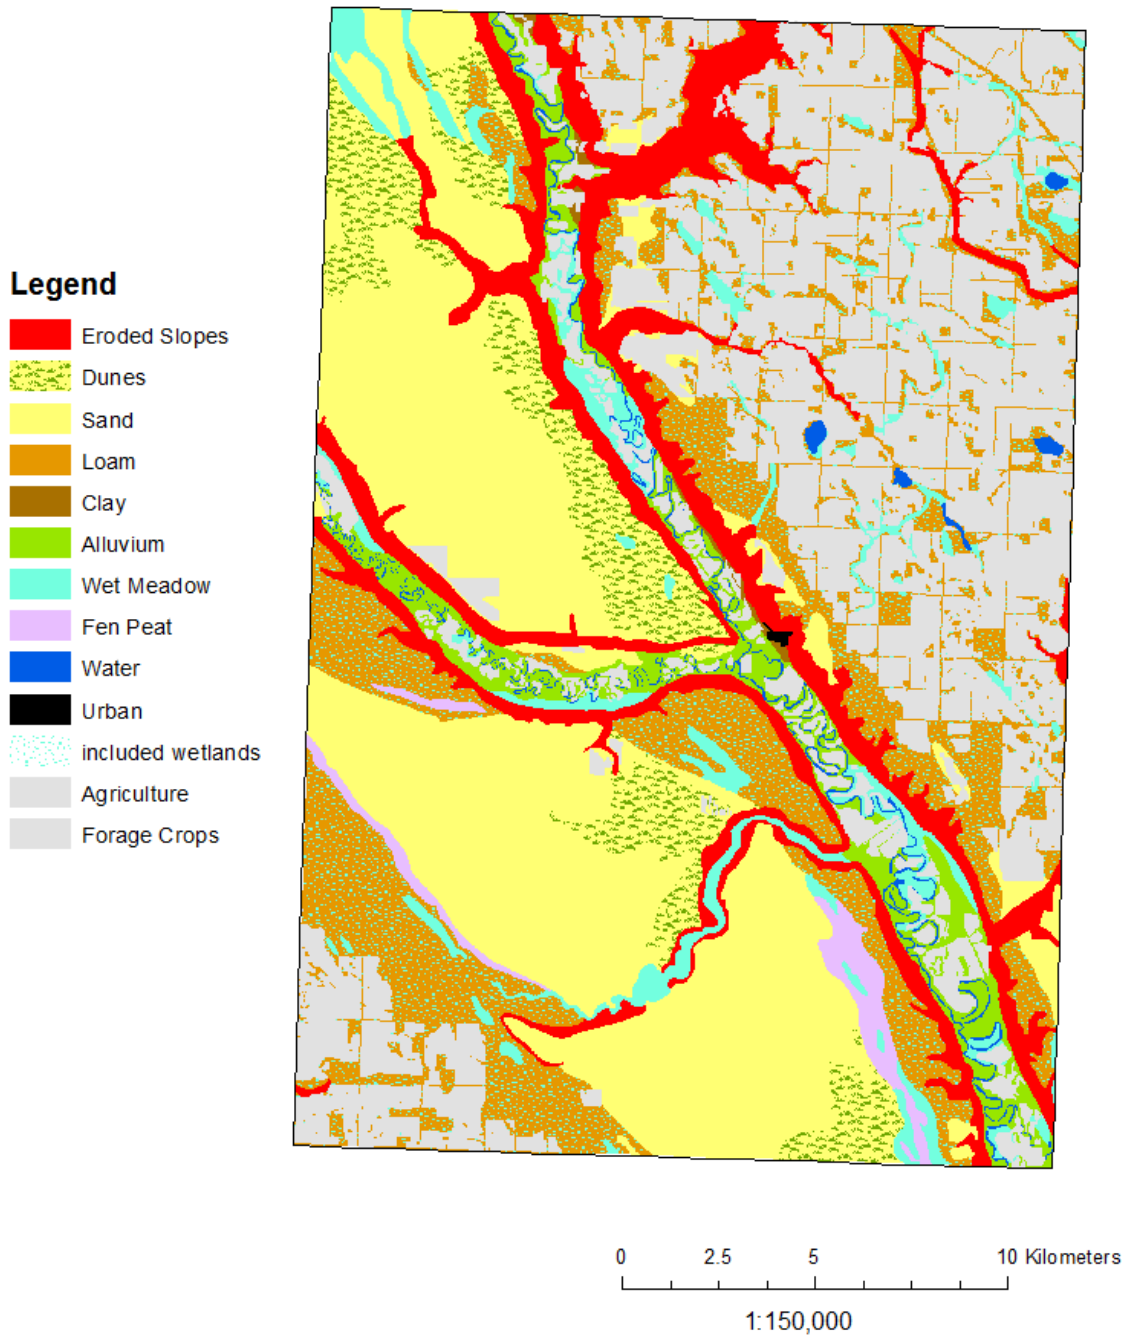 Legend
Eroded Slopes
Dunes
Sand
Loam
Clay
Alluvium
Wet Meadow
Fen Peat
Water
Urban
included wetlands
Agriculture
Forage Crops
0 2.5 5 10 Kilometers
1:150,000